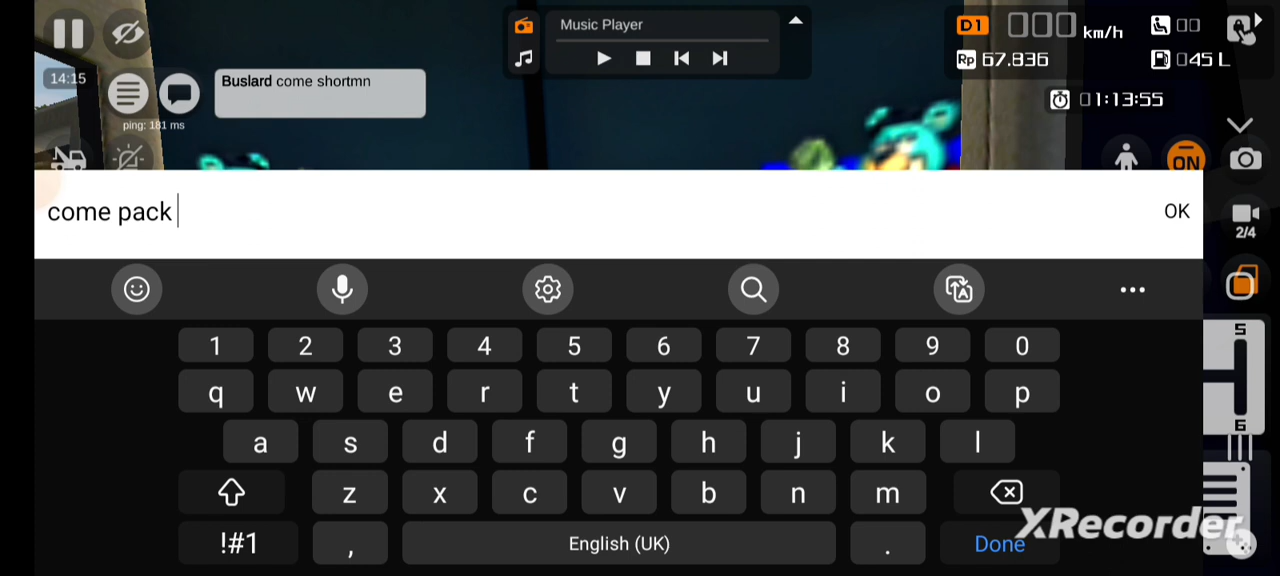 Music Player
D1 000 km/h
00
Rp 67.836
045 L
14:15
Buslard come shortmn
01:13:55
ping: 181 ms
ON
come pack
OK
2/4
1 2 3 4 5 6 7 8 9 0
5
q w e r t y u i o p
a s d f g h j k l
6
z x c v b n m
XRecorder
!#1 , English (UK) . Done